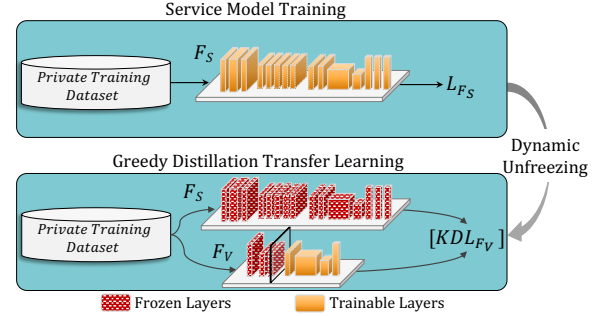 Service Model Training
Private Training
Dataset
F_S
L_{F_S}
Dynamic
Unfreezing
Greedy Distillation Transfer Learning
Private Training
Dataset
F_S
F_V
[KDL_{F_V}]
Frozen Layers
Trainable Layers